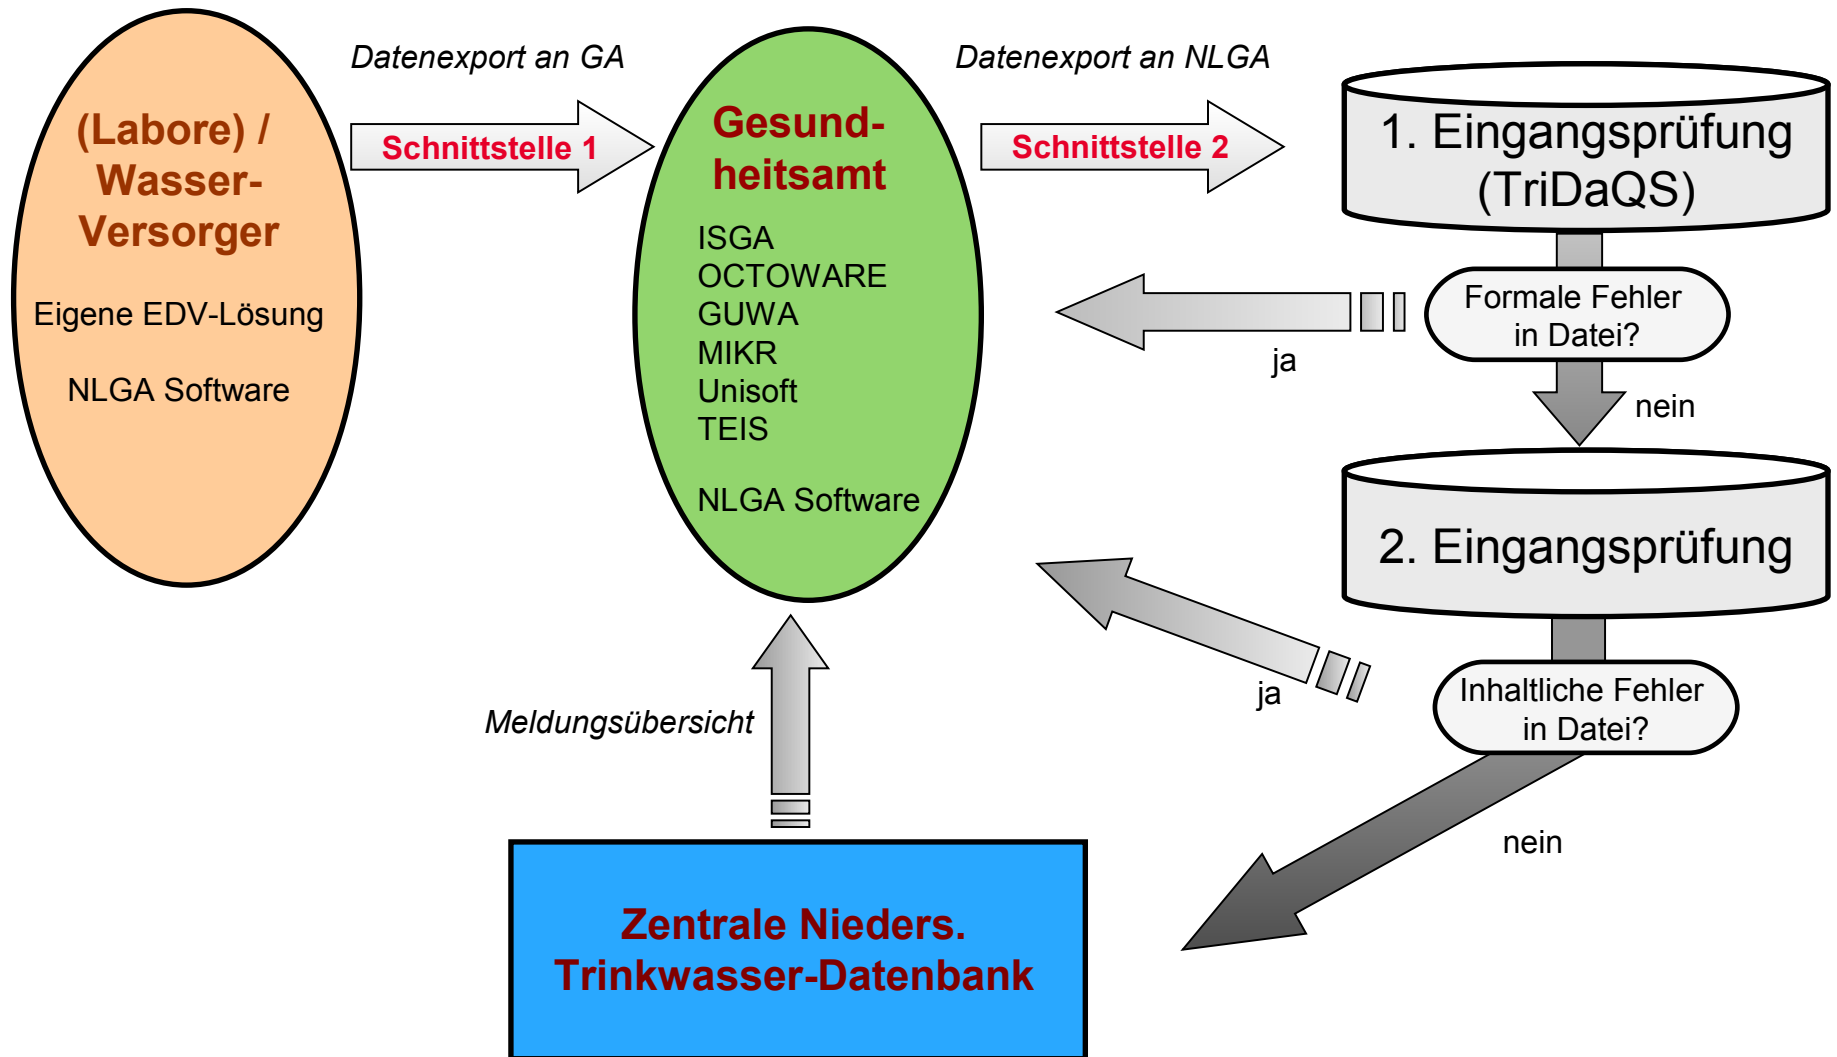 Datenexport an GA
Datenexport an NLGA
(Labore) /
Wasser-
Versorger
Eigene EDV-Lösung
NLGA Software
Schnittstelle 1
Gesund-
heitsamt
ISGA
OCTOWARE
GUWA
MIKR
Unisoft
TEIS
NLGA Software
Schnittstelle 2
1. Eingangsprüfung
(TriDaQS)
Formale Fehler
in Datei?
ja
nein
2. Eingangsprüfung
Inhaltliche Fehler
in Datei?
ja
nein
Meldungsübersicht
Zentrale Nieders.
Trinkwasser-Datenbank